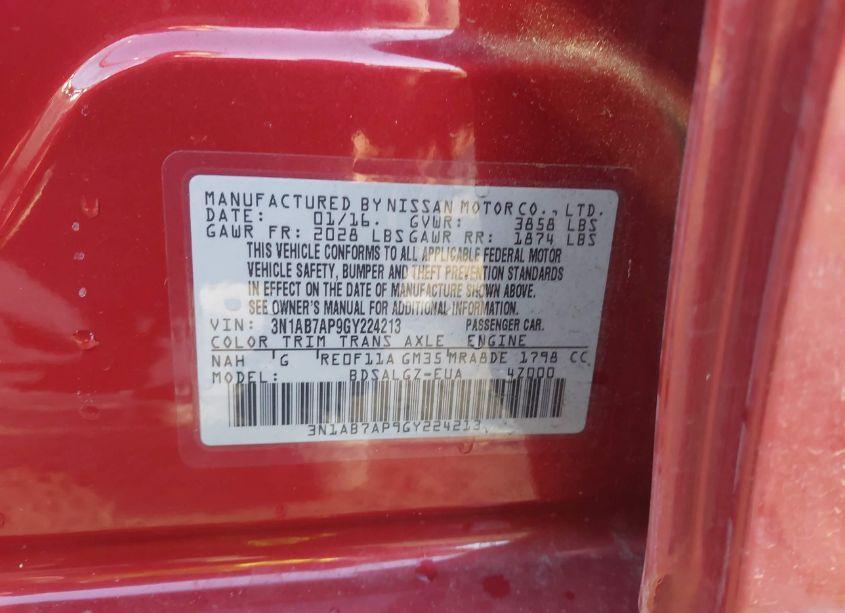 MANUFACTURED BY NISSAN MOTOR CO., LTD.
DATE: 01/16. GVWR: 3858 LBS
GAWR FR: 2028 LBS GAWR RR: 1874 LBS
THIS VEHICLE CONFORMS TO ALL APPLICABLE FEDERAL MOTOR
VEHICLE SAFETY, BUMPER AND THEFT PREVENTION STANDARDS
IN EFFECT ON THE DATE OF MANUFACTURE SHOWN ABOVE.
SEE OWNER'S MANUAL FOR ADDITIONAL INFORMATION.
VIN: 3N1AB7AP9GY224213 PASSENGER CAR.
COLOR TRIM TRANS AXLE ENGINE
NAH G RE0F11A GM35 MRA8DE 1798 CC
MODEL: BDSALGZ-EUA 4Z000
3N1AB7AP9GY224213